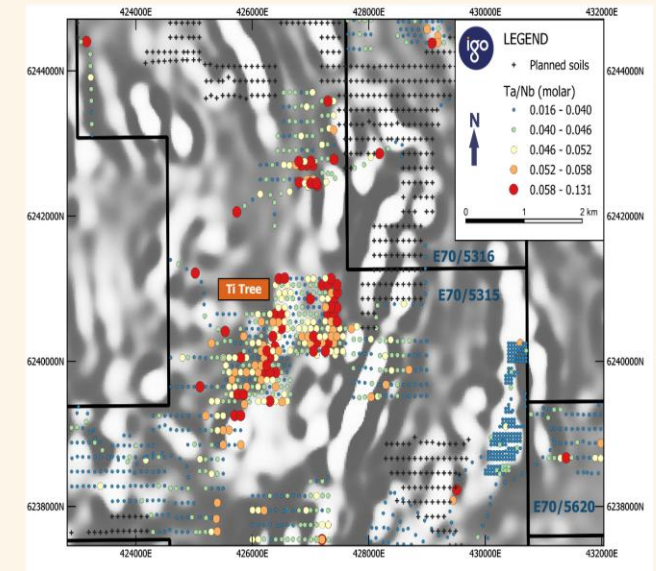 424000E 426000E 428000E 430000E 432000E
6244000N
6242000N
6240000N
6238000N
igo
LEGEND
+ Planned soils
Ta/Nb (molar)
0.016 - 0.040
0.040 - 0.046
0.046 - 0.052
0.052 - 0.058
0.058 - 0.131
N
0 1 2 km
E70/5316
E70/5315
Ti Tree
E70/5620
6244000N
6242000N
6240000N
6238000N
424000E 426000E 428000E 430000E 432000E